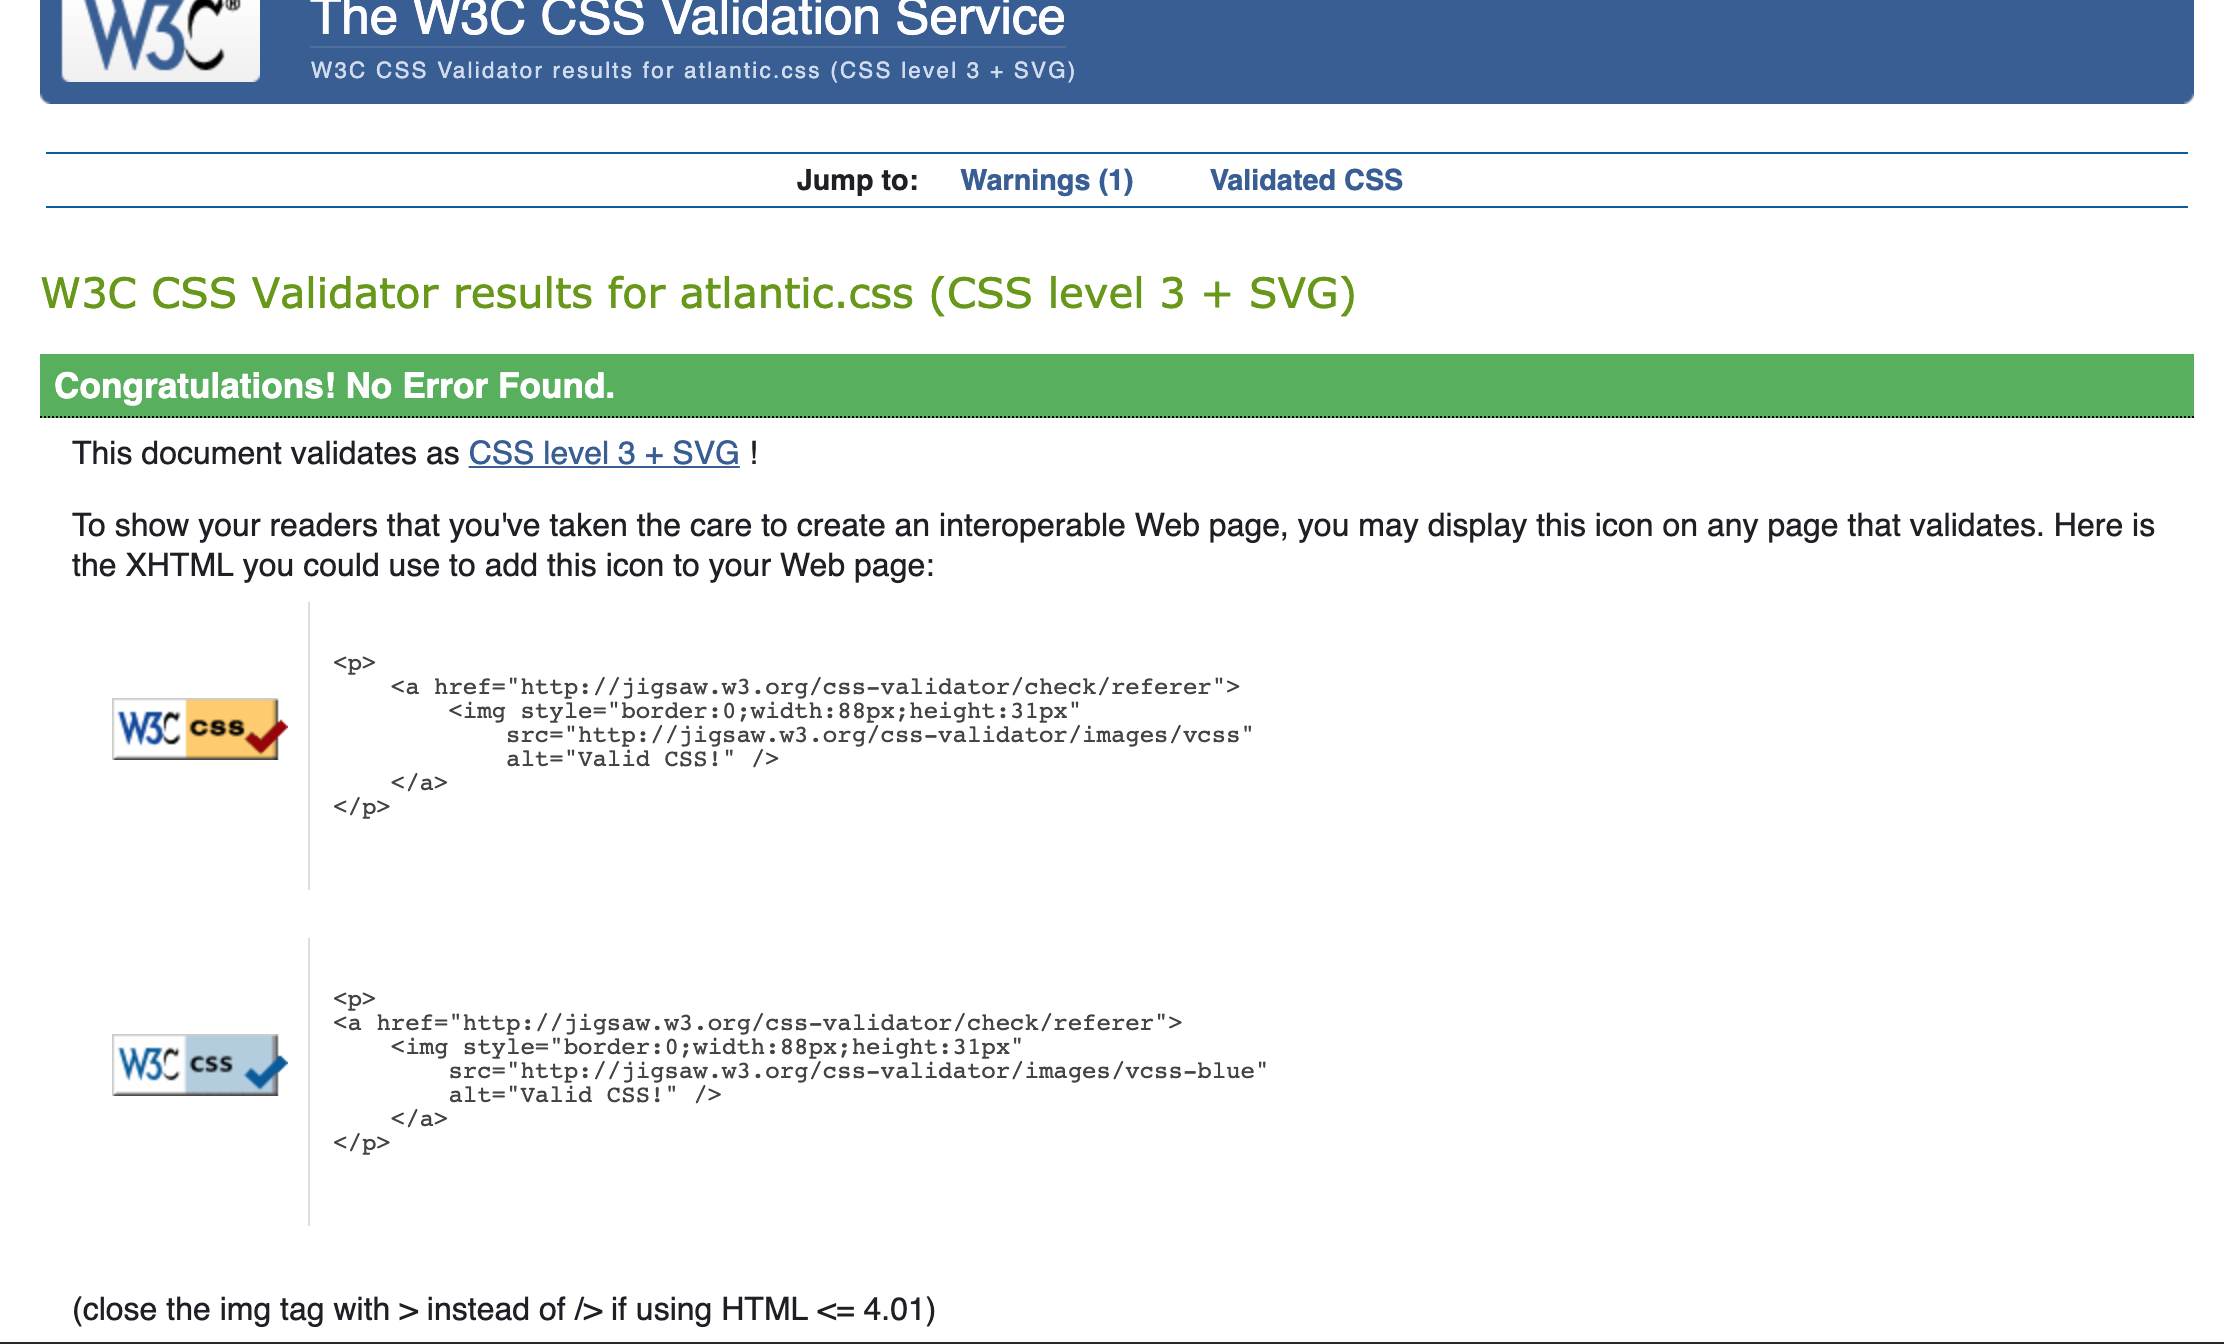 W3C®
The W3C CSS Validation Service
W3C CSS Validator results for atlantic.css (CSS level 3 + SVG)
Jump to: Warnings (1) Validated CSS
W3C CSS Validator results for atlantic.css (CSS level 3 + SVG)
Congratulations! No Error Found.
This document validates as CSS level 3 + SVG !
To show your readers that you've taken the care to create an interoperable Web page, you may display this icon on any page that validates. Here is
the XHTML you could use to add this icon to your Web page:
W3C css
<p>
    <a href="http://jigsaw.w3.org/css-validator/check/referer">
        <img style="border:0;width:88px;height:31px"
            src="http://jigsaw.w3.org/css-validator/images/vcss"
            alt="Valid CSS!" />
    </a>
</p>
W3C css
<p>
<a href="http://jigsaw.w3.org/css-validator/check/referer">
    <img style="border:0;width:88px;height:31px"
        src="http://jigsaw.w3.org/css-validator/images/vcss-blue"
        alt="Valid CSS!" />
    </a>
</p>
(close the img tag with > instead of /> if using HTML <= 4.01)